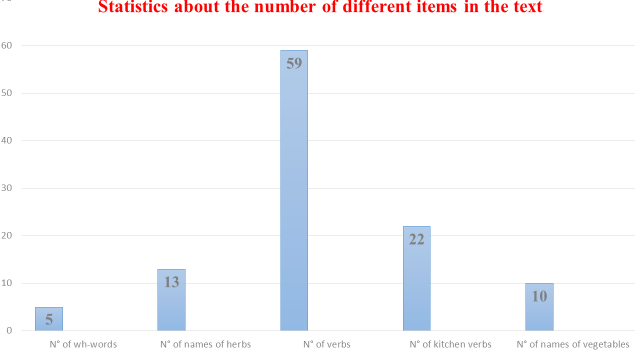 Statistics about the number of different items in the text
60
50
40
30
20
10
0
59
22
13
10
5
N° of wh-words
N° of names of herbs
N° of verbs
N° of kitchen verbs
N° of names of vegetables